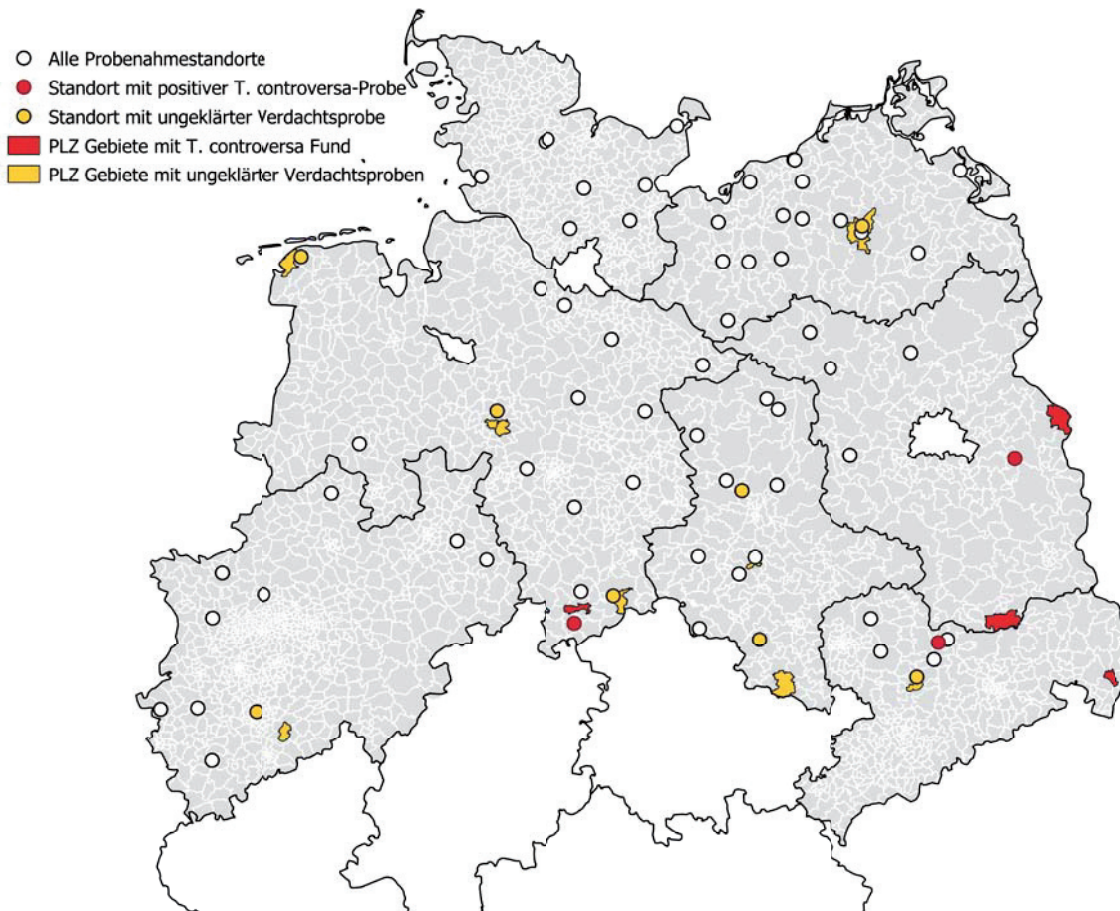 Alle Probenahmestandorte
Standort mit positiver T. controversa-Probe
Standort mit ungeklärter Verdachtsprobe
PLZ Gebiete mit T. controversa Fund
PLZ Gebiete mit ungeklärter Verdachtsproben